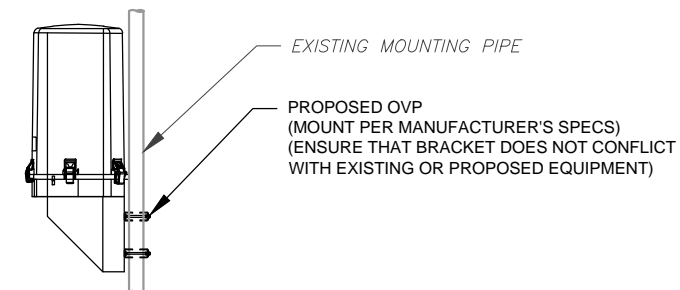 EXISTING MOUNTING PIPE
PROPOSED OVP
(MOUNT PER MANUFACTURER'S SPECS)
(ENSURE THAT BRACKET DOES NOT CONFLICT
WITH EXISTING OR PROPOSED EQUIPMENT)